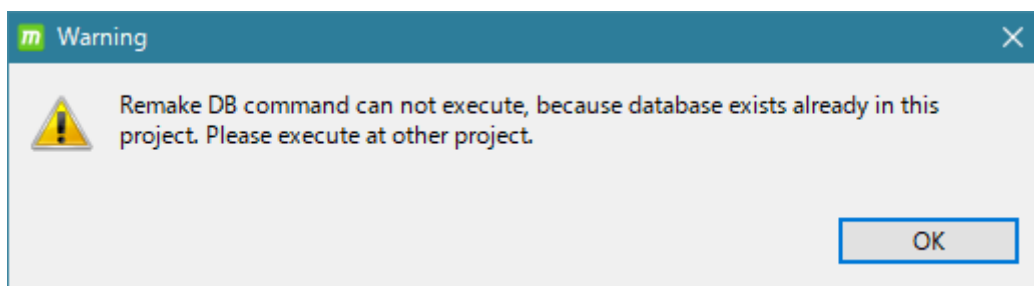 m Warning
Remake DB command can not execute, because database exists already in this
project. Please execute at other project.
OK